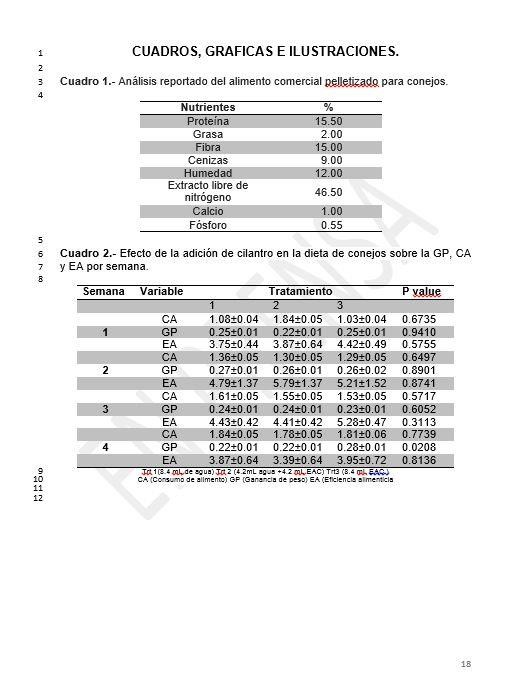 1 CUADROS, GRAFICAS E ILUSTRACIONES.
2
3 Cuadro 1.- Análisis reportado del alimento comercial pelletizado para conejos.
4
Nutrientes %
Proteína 15.50
Grasa 2.00
Fibra 15.00
Cenizas 9.00
Humedad 12.00
Extracto libre de
nitrógeno 46.50
Calcio 1.00
Fósforo 0.55
5
6 Cuadro 2.- Efecto de la adición de cilantro en la dieta de conejos sobre la GP, CA
7 y EA por semana.
8
Semana Variable Tratamiento P value
1 2 3
CA 1.08±0.04 1.84±0.05 1.03±0.04 0.6735
1 GP 0.25±0.01 0.22±0.01 0.25±0.01 0.9410
EA 3.75±0.44 3.87±0.64 4.42±0.49 0.5755
CA 1.36±0.05 1.30±0.05 1.29±0.05 0.6497
2 GP 0.27±0.01 0.26±0.01 0.26±0.02 0.8901
EA 4.79±1.37 5.79±1.37 5.21±1.52 0.8741
CA 1.61±0.05 1.55±0.05 1.53±0.05 0.5717
3 GP 0.24±0.01 0.24±0.01 0.23±0.01 0.6052
EA 4.43±0.42 4.41±0.42 5.28±0.47 0.3113
CA 1.84±0.05 1.78±0.05 1.81±0.06 0.7739
4 GP 0.22±0.01 0.22±0.01 0.28±0.01 0.0208
EA 3.87±0.64 3.39±0.64 3.95±0.72 0.8136
9 Trt 1(8.4 mL de agua) Trt 2 (4.2mL agua +4.2 mL EAC) Trt3 (8.4 mL EAC.)
10 CA (Consumo de alimento) GP (Ganancia de peso) EA (Eficiencia alimenticia
11
12
EN PRENSA
18